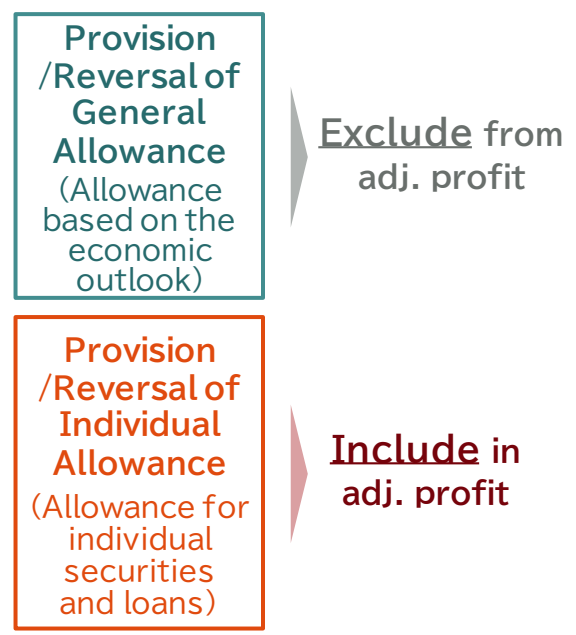 Provision
/Reversal of
General
Allowance
(Allowance
based on the
economic
outlook)
Exclude from
adj. profit
Provision
/Reversal of
Individual
Allowance
(Allowance for
individual
securities
and loans)
Include in
adj. profit